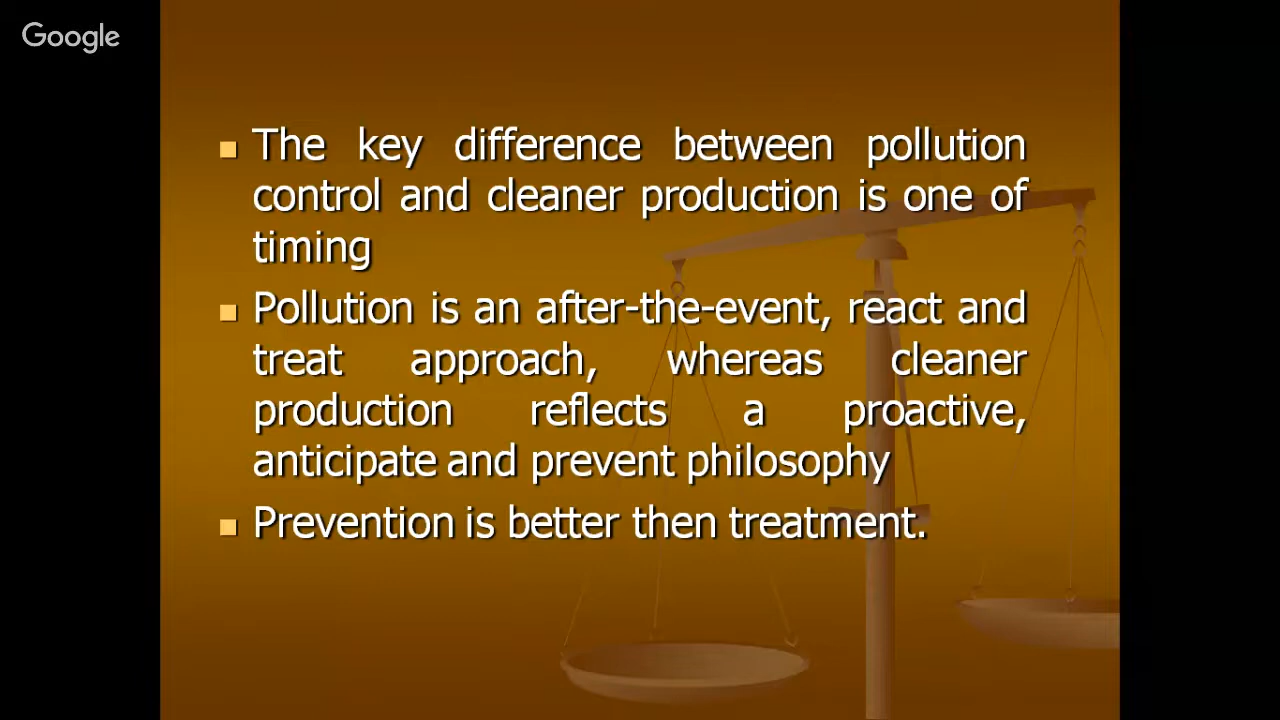 Google
The key difference between pollution
control and cleaner production is one of
timing
Pollution is an after-the-event, react and
treat approach, whereas cleaner
production reflects a proactive,
anticipate and prevent philosophy
Prevention is better then treatment.